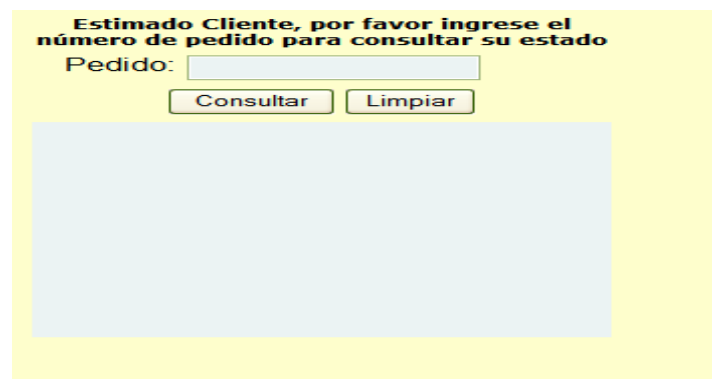 Estimado Cliente, por favor ingrese el
número de pedido para consultar su estado
Pedido:
Consultar Limpiar